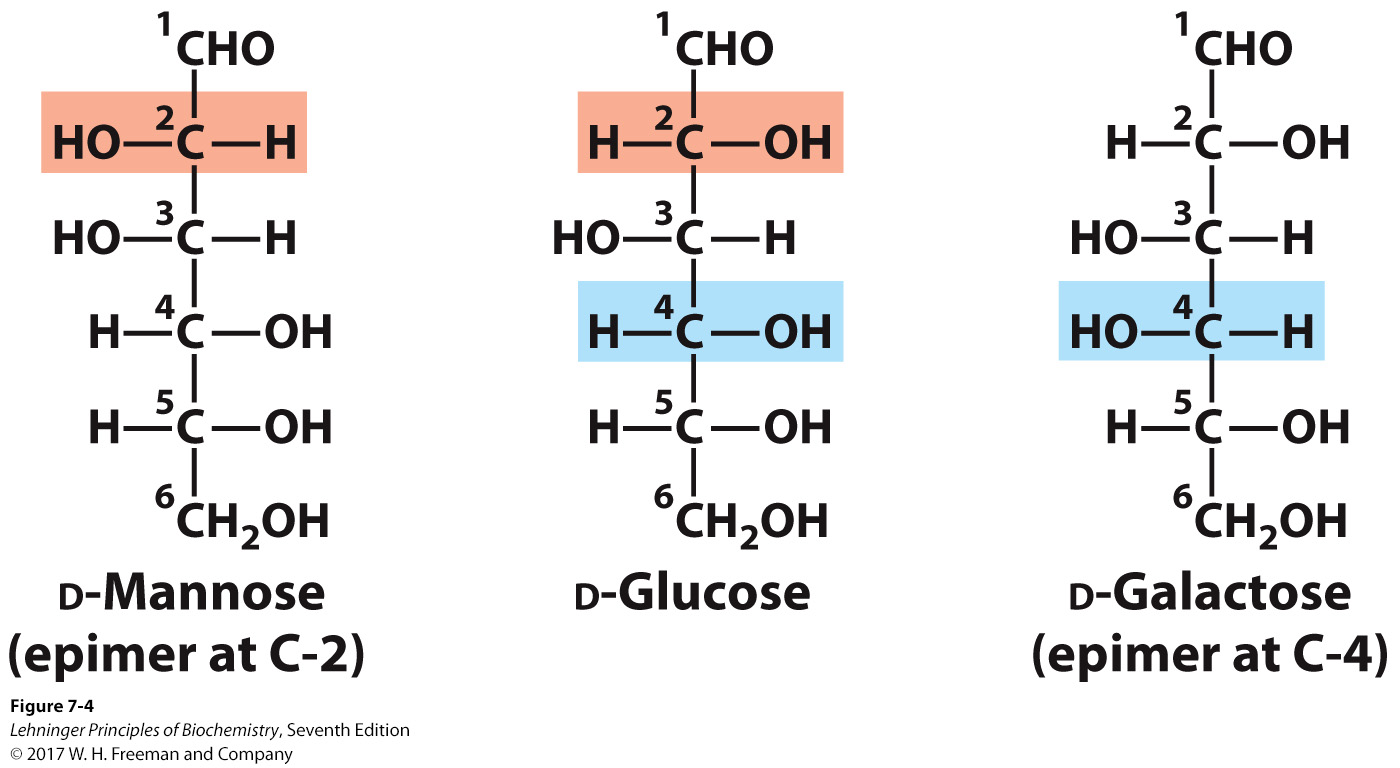 1CHO
HO—2C—H
HO—3C—H
H—4C—OH
H—5C—OH
6CH2OH
D-Mannose
(epimer at C-2)
1CHO
H—2C—OH
HO—3C—H
H—4C—OH
H—5C—OH
6CH2OH
D-Glucose
1CHO
H—2C—OH
HO—3C—H
HO—4C—H
H—5C—OH
6CH2OH
D-Galactose
(epimer at C-4)
Figure 7-4
Lehninger Principles of Biochemistry, Seventh Edition
© 2017 W. H. Freeman and Company